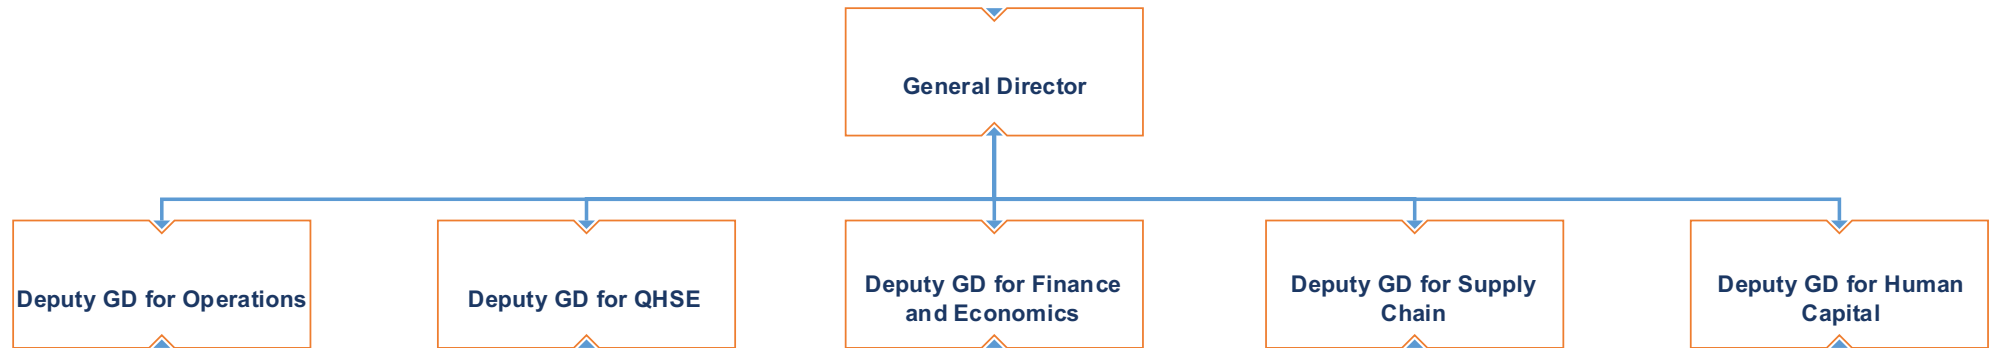 General Director
Deputy GD for Operations
Deputy GD for QHSE
Deputy GD for Finance
and Economics
Deputy GD for Supply
Chain
Deputy GD for Human
Capital